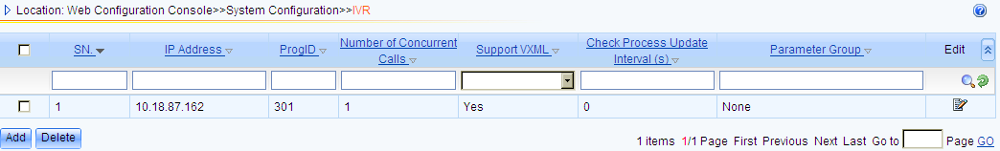 Location: Web Configuration Console>>System Configuration>>IVR
SN. IP Address ProgID Number of Concurrent Calls Support VXML Check Process Update Interval (s) Parameter Group Edit
1 10.18.87.162 301 1 Yes 0 None
Add Delete 1 items 1/1 Page First Previous Next Last Go to Page GO